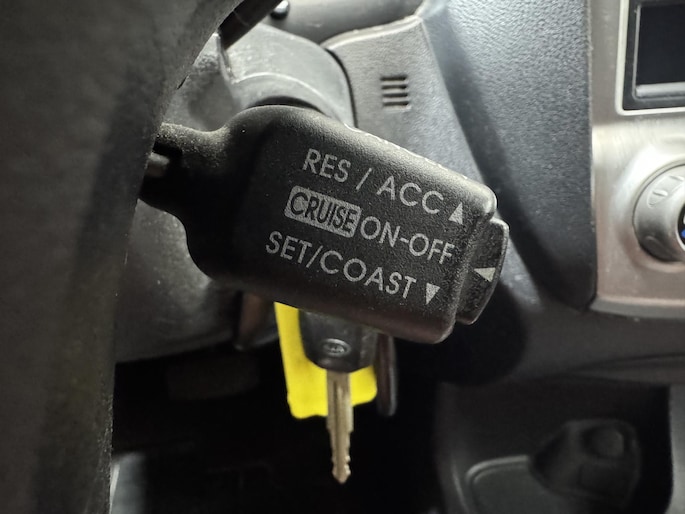 RES / ACC ▲
CRUISE ON-OFF ◀
SET/COAST ▼